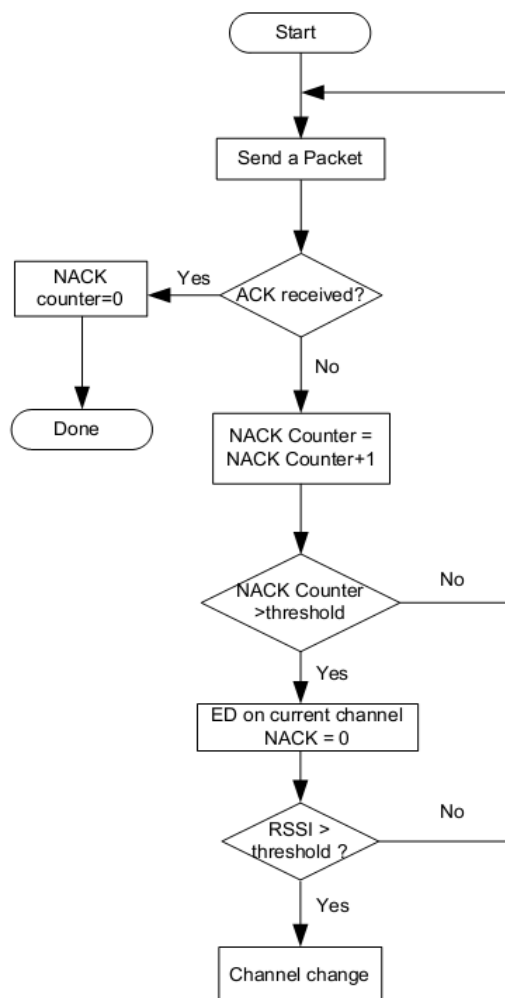 Start
Send a Packet
ACK received?
Yes
NACK
counter=0
Done
No
NACK Counter =
NACK Counter+1
NACK Counter
>threshold
No
Yes
ED on current channel
NACK = 0
RSSI >
threshold ?
No
Yes
Channel change